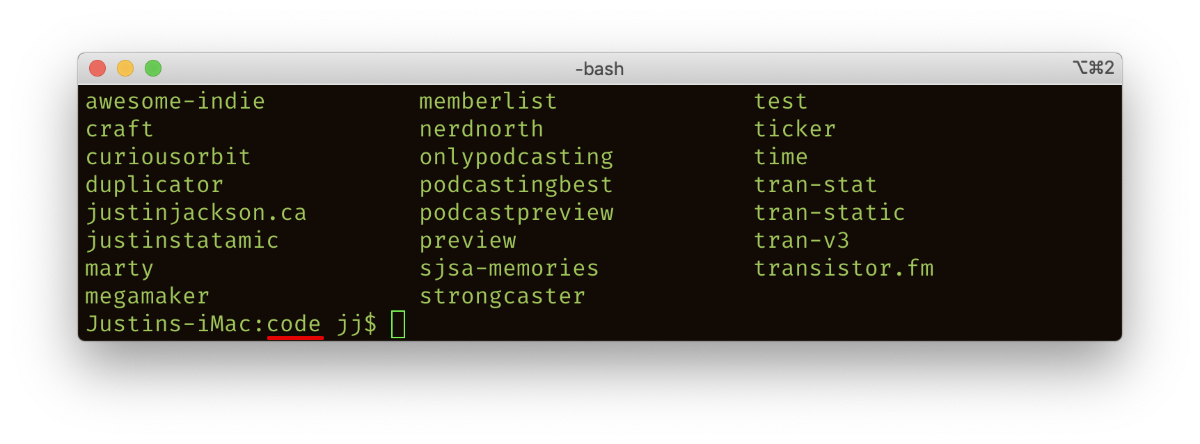 -bash ⌥⌘2
awesome-indie memberlist test
craft nerdnorth ticker
curiousorbit onlypodcasting time
duplicator podcastingbest tran-stat
justinjackson.ca podcastpreview tran-static
justinstatamic preview tran-v3
marty sjsa-memories transistor.fm
megamaker strongcaster
Justins-iMac:code jj$